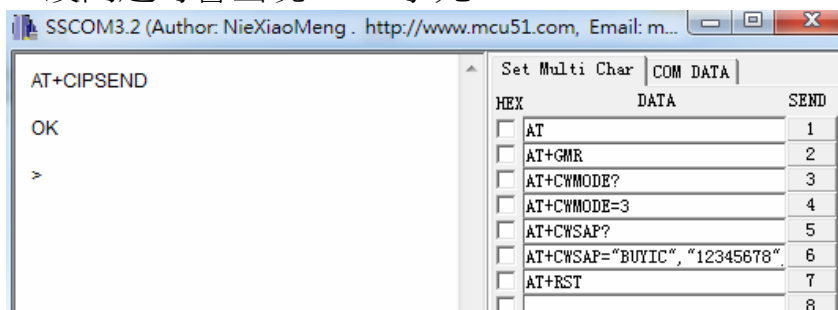 SSCOM3.2 (Author: NieXiaoMeng . http://www.mcu51.com, Email: m...
AT+CIPSEND
OK
>
Set Multi Char COM DATA
HEX DATA SEND
AT 1
AT+GMR 2
AT+CWMODE? 3
AT+CWMODE=3 4
AT+CWSAP? 5
AT+CWSAP="BUYIC","12345678" 6
AT+RST 7
8